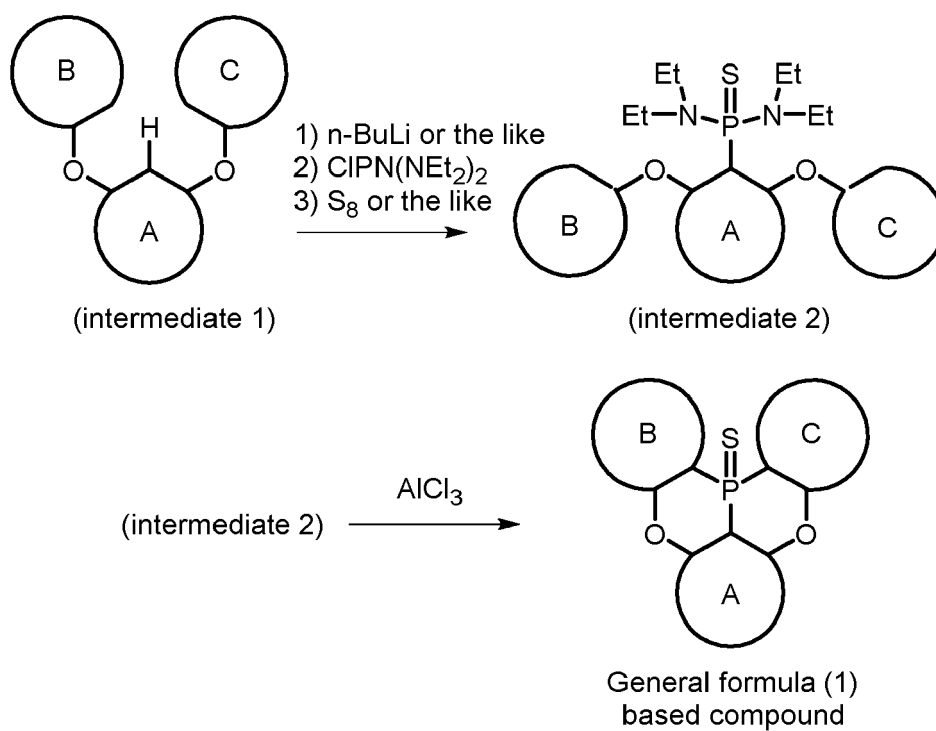 B
C
H
O
O
A
(intermediate 1)
1) n-BuLi or the like
2) ClPN(NEt₂)₂
3) S₈ or the like
S
Et
Et
Et
N
P
N
Et
O
O
B
A
C
(intermediate 2)
(intermediate 2)
AlCl₃
B
S
C
P
O
O
A
General formula (1)
based compound